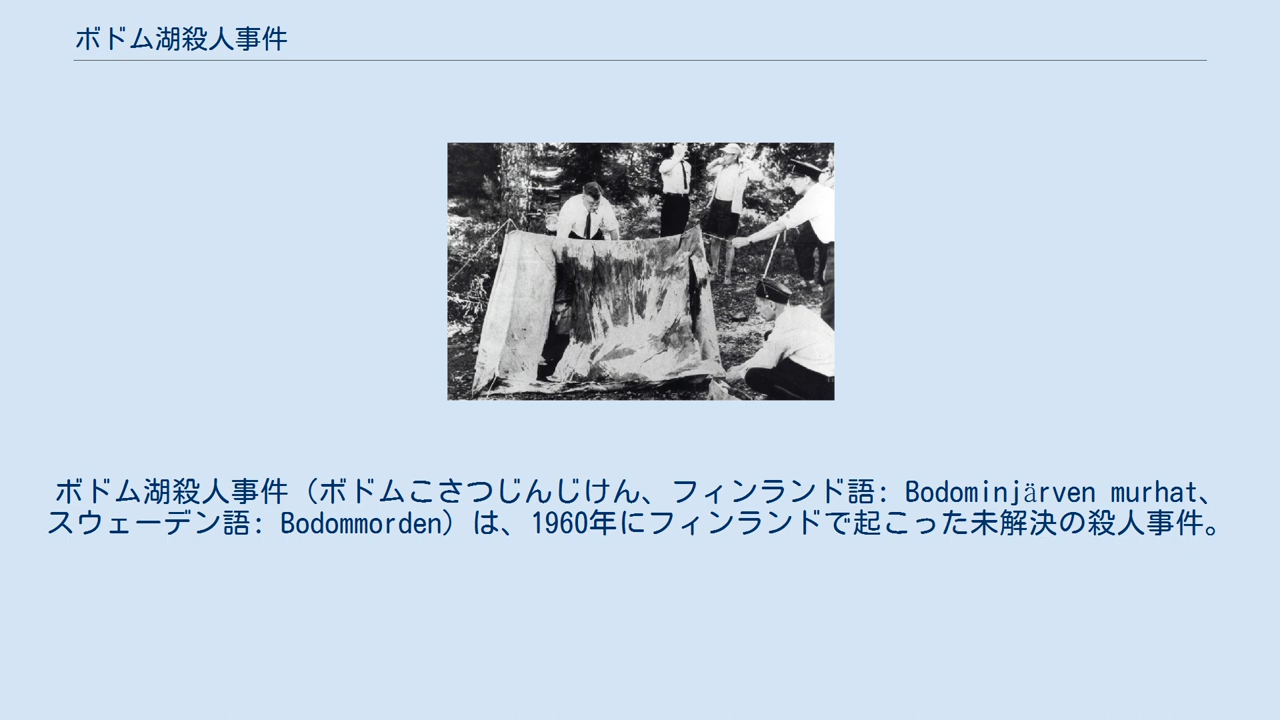 ボドム湖殺人事件
ボドム湖殺人事件（ボドムこさつじんじけん、フィンランド語: Bodominjärven murhat、
スウェーデン語: Bodommorden）は、1960年にフィンランドで起こった未解決の殺人事件。